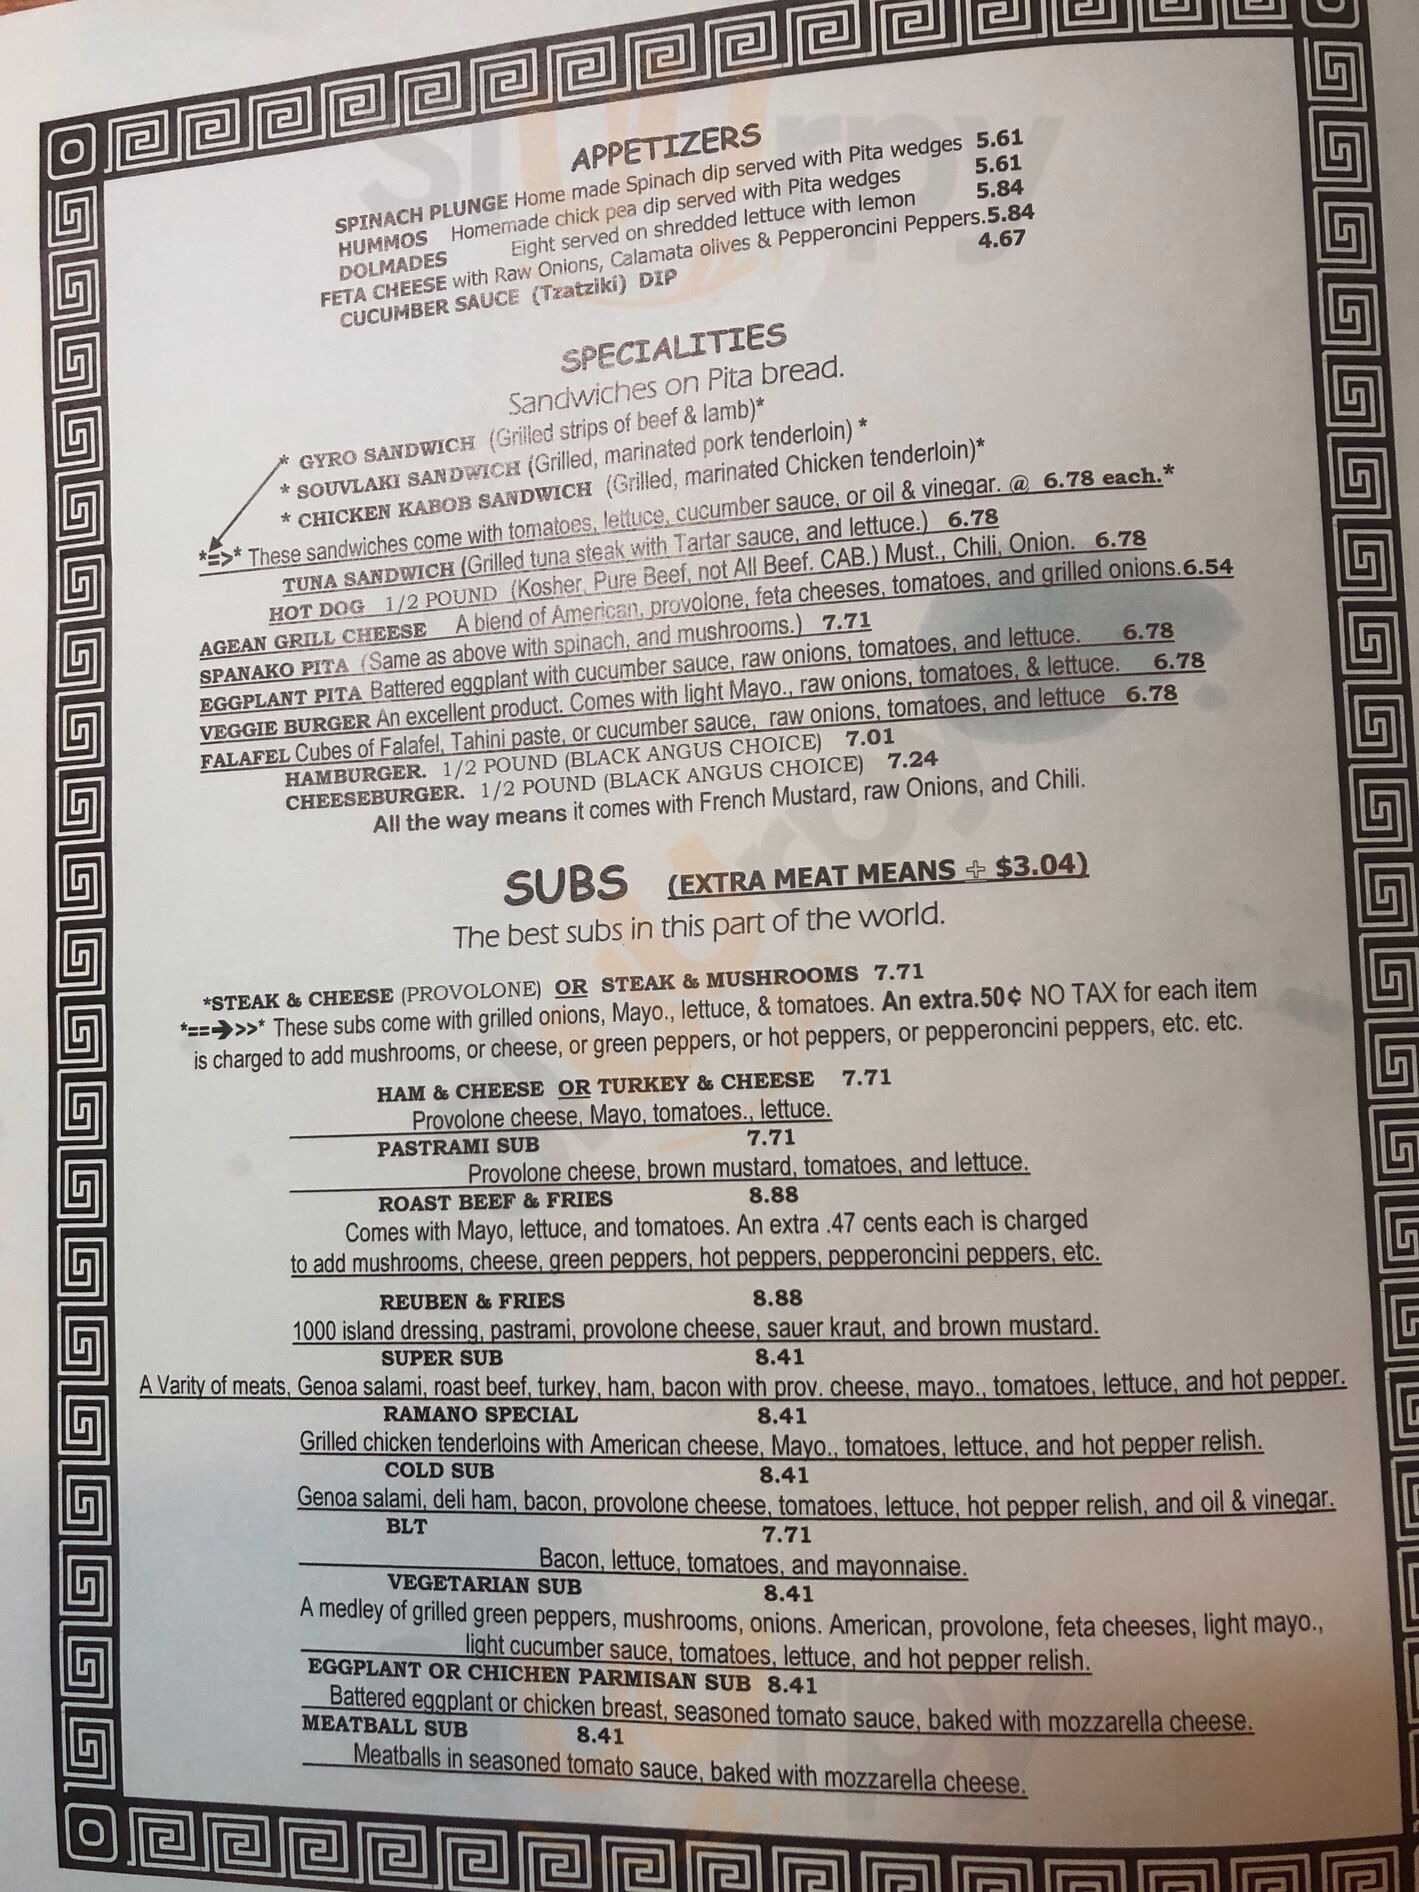 APPETIZERS
SPINACH PLUNGE Home made Spinach dip served with Pita wedges 5.61
HUMMOS Homemade chick pea dip served with Pita wedges 5.61
DOLMADES Eight served on shredded lettuce with lemon 5.84
FETA CHEESE with Raw Onions, Calamata olives & Pepperoncini Peppers.5.84
CUCUMBER SAUCE (Tzatziki) DIP 4.67
SPECIALITIES
Sandwiches on Pita bread.
* GYRO SANDWICH (Grilled strips of beef & lamb)*
* SOUVLAKI SANDWICH (Grilled, marinated pork tenderloin) *
* CHICKEN KABOB SANDWICH (Grilled, marinated Chicken tenderloin)*
*=>* These sandwiches come with tomatoes, lettuce, cucumber sauce, or oil & vinegar. @ 6.78 each.*
TUNA SANDWICH (Grilled tuna steak with Tartar sauce, and lettuce.) 6.78
HOT DOG 1/2 POUND (Kosher, Pure Beef, not All Beef. CAB.) Must., Chili, Onion. 6.78
AGEAN GRILL CHEESE A blend of American, provolone, feta cheeses, tomatoes, and grilled onions.6.54
SPANAKO PITA (Same as above with spinach, and mushrooms.) 7.71
EGGPLANT PITA Battered eggplant with cucumber sauce, raw onions, tomatoes, and lettuce. 6.78
VEGGIE BURGER An excellent product. Comes with light Mayo., raw onions, tomatoes, & lettuce. 6.78
FALAFEL Cubes of Falafel, Tahini paste, or cucumber sauce, raw onions, tomatoes, and lettuce 6.78
HAMBURGER. 1/2 POUND (BLACK ANGUS CHOICE) 7.01
CHEESEBURGER. 1/2 POUND (BLACK ANGUS CHOICE) 7.24
All the way means it comes with French Mustard, raw Onions, and Chili.
SUBS (EXTRA MEAT MEANS + $3.04)
The best subs in this part of the world.
*STEAK & CHEESE (PROVOLONE) OR STEAK & MUSHROOMS 7.71
*==➔>>* These subs come with grilled onions, Mayo., lettuce, & tomatoes. An extra.50¢ NO TAX for each item
is charged to add mushrooms, or cheese, or green peppers, or hot peppers, or pepperoncini peppers, etc. etc.
HAM & CHEESE OR TURKEY & CHEESE 7.71
Provolone cheese, Mayo, tomatoes., lettuce.
PASTRAMI SUB 7.71
Provolone cheese, brown mustard, tomatoes, and lettuce.
ROAST BEEF & FRIES 8.88
Comes with Mayo, lettuce, and tomatoes. An extra .47 cents each is charged
to add mushrooms, cheese, green peppers, hot peppers, pepperoncini peppers, etc.
REUBEN & FRIES 8.88
1000 island dressing, pastrami, provolone cheese, sauer kraut, and brown mustard.
SUPER SUB 8.41
A Varity of meats, Genoa salami, roast beef, turkey, ham, bacon with prov. cheese, mayo., tomatoes, lettuce, and hot pepper.
RAMANO SPECIAL 8.41
Grilled chicken tenderloins with American cheese, Mayo., tomatoes, lettuce, and hot pepper relish.
COLD SUB 8.41
Genoa salami, deli ham, bacon, provolone cheese, tomatoes, lettuce, hot pepper relish, and oil & vinegar.
BLT 7.71
Bacon, lettuce, tomatoes, and mayonnaise.
VEGETARIAN SUB 8.41
A medley of grilled green peppers, mushrooms, onions. American, provolone, feta cheeses, light mayo.,
light cucumber sauce, tomatoes, lettuce, and hot pepper relish.
EGGPLANT OR CHICHEN PARMISAN SUB 8.41
Battered eggplant or chicken breast, seasoned tomato sauce, baked with mozzarella cheese.
MEATBALL SUB 8.41
Meatballs in seasoned tomato sauce, baked with mozzarella cheese.